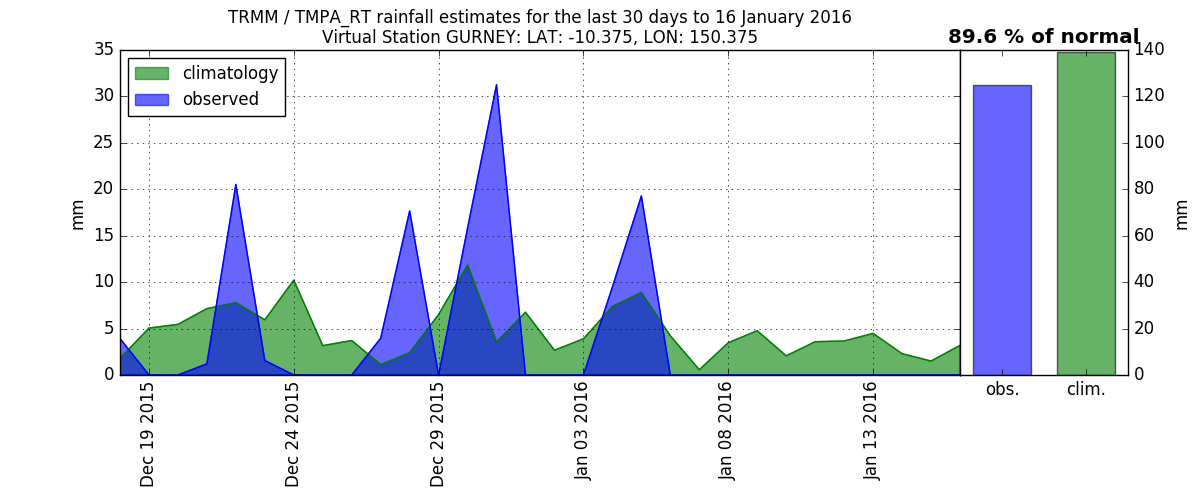 TRMM / TMPA_RT rainfall estimates for the last 30 days to 16 January 2016
Virtual Station GURNEY: LAT: -10.375, LON: 150.375
89.6 % of normal
climatology
observed
35
30
25
20
15
10
5
0
mm
Dec 19 2015
Dec 24 2015
Dec 29 2015
Jan 03 2016
Jan 08 2016
Jan 13 2016
obs.
clim.
140
120
100
80
60
40
20
0
mm